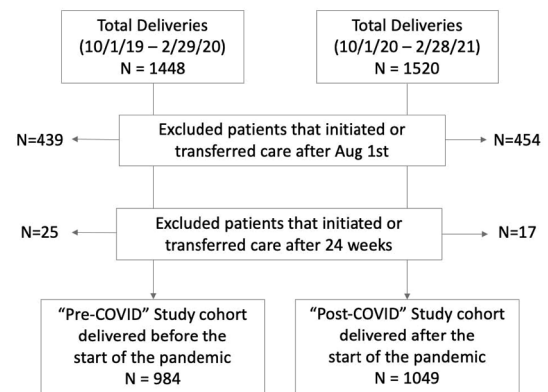 Total Deliveries
(10/1/19 – 2/29/20)
N = 1448
Total Deliveries
(10/1/20 – 2/28/21)
N = 1520
N=439
Excluded patients that initiated or
transferred care after Aug 1st
N=454
N=25
Excluded patients that initiated or
transferred care after 24 weeks
N=17
“Pre-COVID” Study cohort
delivered before the
start of the pandemic
N = 984
“Post-COVID” Study cohort
delivered after the
start of the pandemic
N = 1049